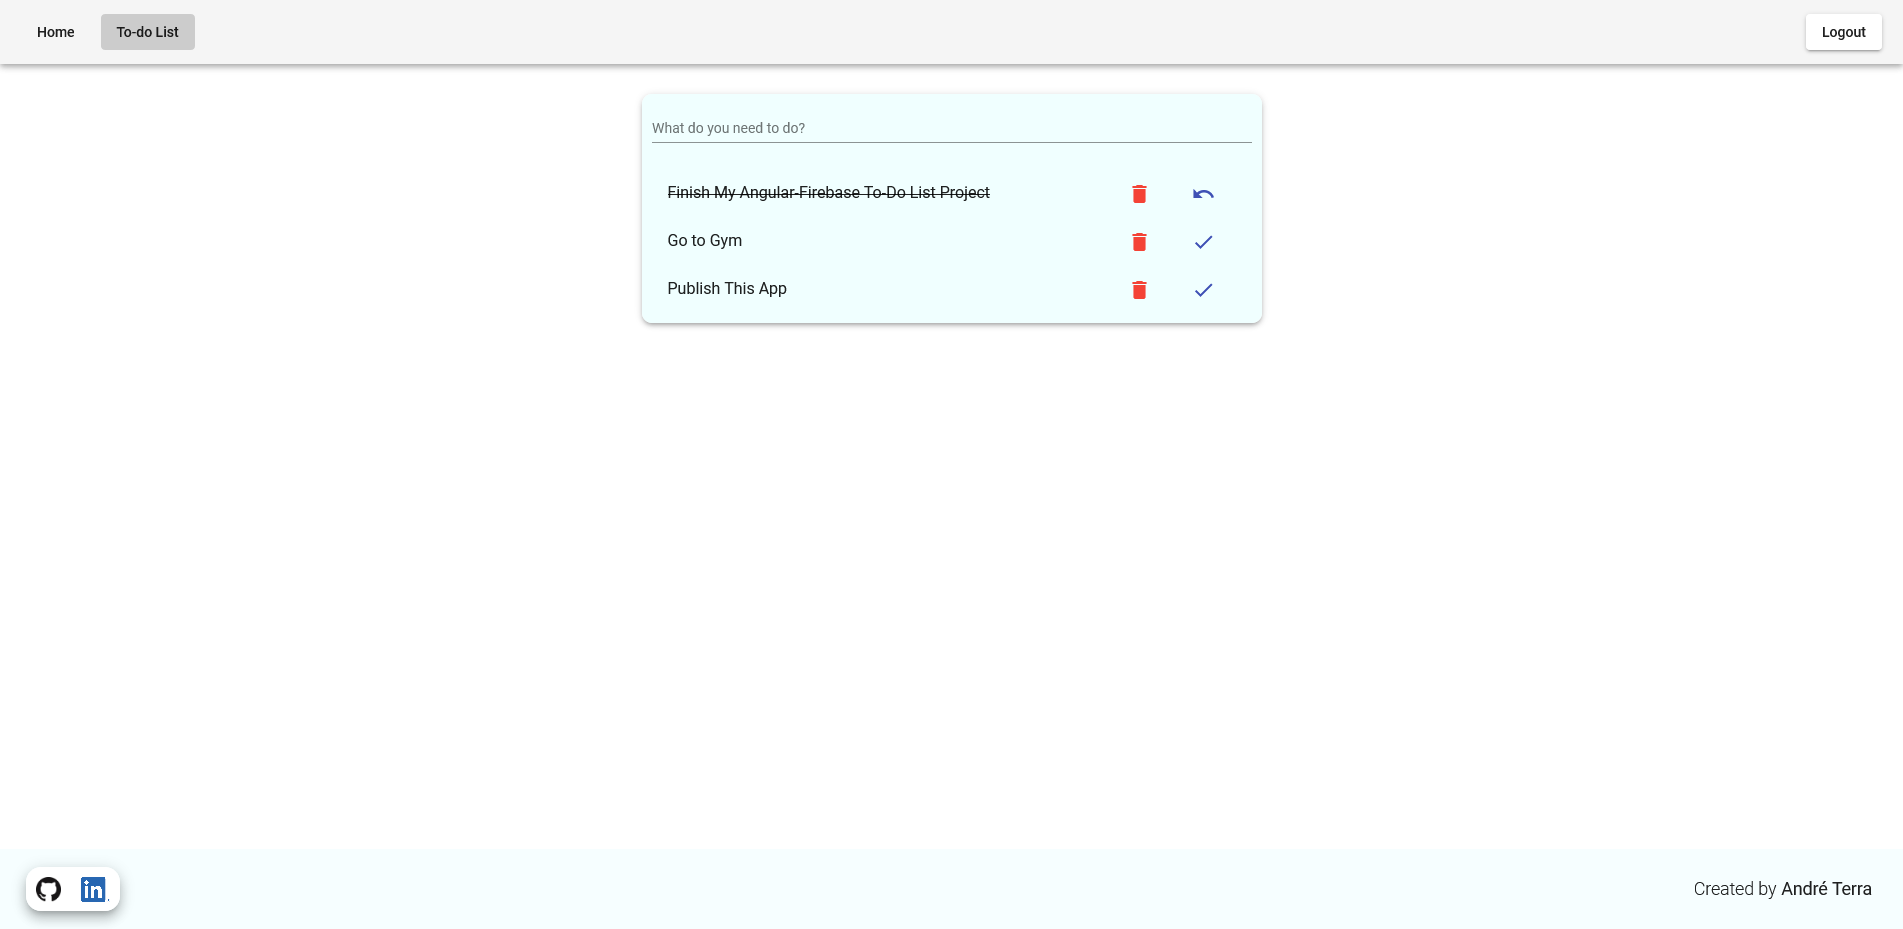 Home
To-do List
Logout
What do you need to do?
Finish My Angular-Firebase To-Do List Project
Go to Gym
Publish This App
in
Created by André Terra